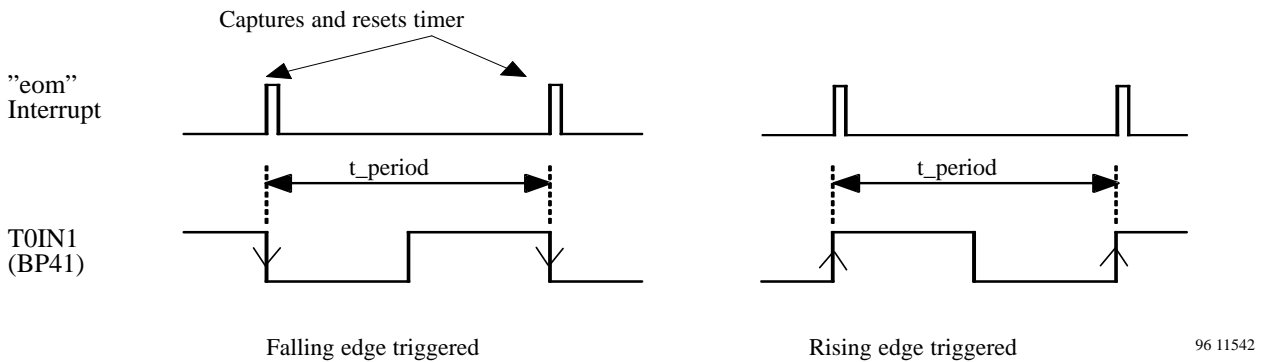 Captures and resets timer
”eom”
Interrupt
t_period
t_period
T0IN1
(BP41)
Falling edge triggered
Rising edge triggered
96 11542